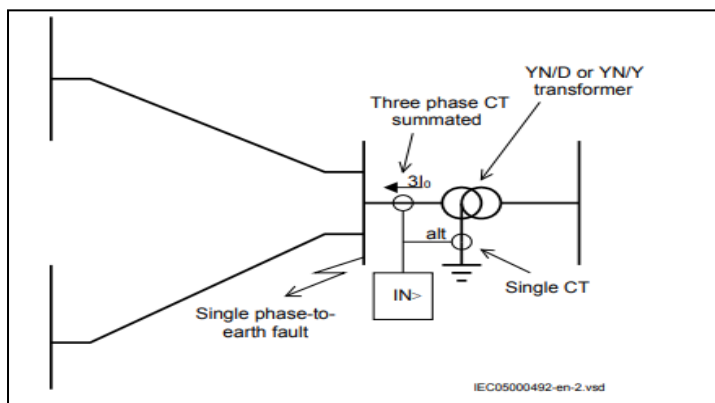 YN/D or YN/Y
transformer
Three phase CT
summated
3I₀
alt
Single CT
IN>
Single phase-to-
earth fault
IEC05000492-en-2.vsd